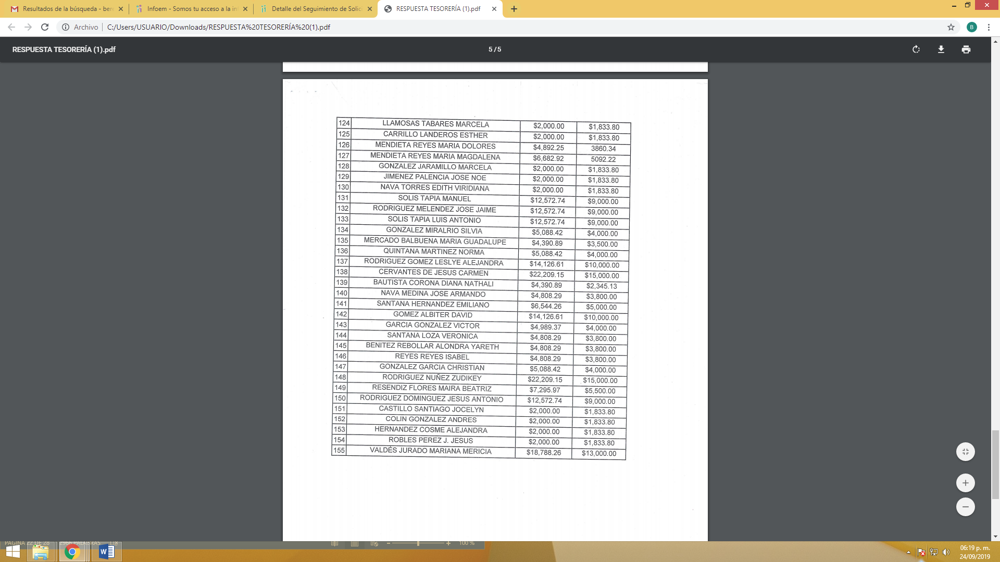 Resultados de la búsqueda - ber
Infoem - Somos tu acceso a la in
Detalle del Seguimiento de Solic
RESPUESTA TESORERÍA (1).pdf
Archivo C:/Users/USUARIO/Downloads/RESPUESTA%20TESORERÍA%20(1).pdf
B
RESPUESTA TESORERÍA (1).pdf 5 / 5
124 LLAMOSAS TABARES MARCELA $2,000.00 $1,833.80
125 CARRILLO LANDEROS ESTHER $2,000.00 $1,833.80
126 MENDIETA REYES MARIA DOLORES $4,892.25 3860.34
127 MENDIETA REYES MARIA MAGDALENA $6,682.92 5092.22
128 GONZALEZ JARAMILLO MARCELA $2,000.00 $1,833.80
129 JIMENEZ PALENCIA JOSE NOE $2,000.00 $1,833.80
130 NAVA TORRES EDITH VIRIDIANA $2,000.00 $1,833.80
131 SOLIS TAPIA MANUEL $12,572.74 $9,000.00
132 RODRIGUEZ MELENDEZ JOSE JAIME $12,572.74 $9,000.00
133 SOLIS TAPIA LUIS ANTONIO $12,572.74 $9,000.00
134 GONZALEZ MIRALRIO SILVIA $5,088.42 $4,000.00
135 MERCADO BALBUENA MARIA GUADALUPE $4,390.89 $3,500.00
136 QUINTANA MARTINEZ NORMA $5,088.42 $4,000.00
137 RODRIGUEZ GOMEZ LESLYE ALEJANDRA $14,126.61 $10,000.00
138 CERVANTES DE JESUS CARMEN $22,209.15 $15,000.00
139 BAUTISTA CORONA DIANA NATHALI $4,390.89 $2,345.13
140 NAVA MEDINA JOSE ARMANDO $4,808.29 $3,800.00
141 SANTANA HERNANDEZ EMILIANO $6,544.26 $5,000.00
142 GOMEZ ALBITER DAVID $14,126.61 $10,000.00
143 GARCIA GONZALEZ VICTOR $4,989.37 $4,000.00
144 SANTANA LOZA VERONICA $4,808.29 $3,800.00
145 BENITEZ REBOLLAR ALONDRA YARETH $4,808.29 $3,800.00
146 REYES REYES ISABEL $4,808.29 $3,800.00
147 GONZALEZ GARCIA CHRISTIAN $5,088.42 $4,000.00
148 RODRIGUEZ NUÑEZ ZUDIKEY $22,209.15 $15,000.00
149 RESENDIZ FLORES MAIRA BEATRIZ $7,295.97 $5,500.00
150 RODRIGUEZ DOMINGUEZ JESUS ANTONIO $12,572.74 $9,000.00
151 CASTILLO SANTIAGO JOCELYN $2,000.00 $1,833.80
152 COLIN GONZALEZ ANDRES $2,000.00 $1,833.80
153 HERNANDEZ COSME ALEJANDRA $2,000.00 $1,833.80
154 ROBLES PEREZ J. JESUS $2,000.00 $1,833.80
155 VALDÉS JURADO MARIANA MERICIA $18,788.26 $13,000.00
PÁGINA 22 DE 28 100 %
06:19 p. m.
24/09/2019